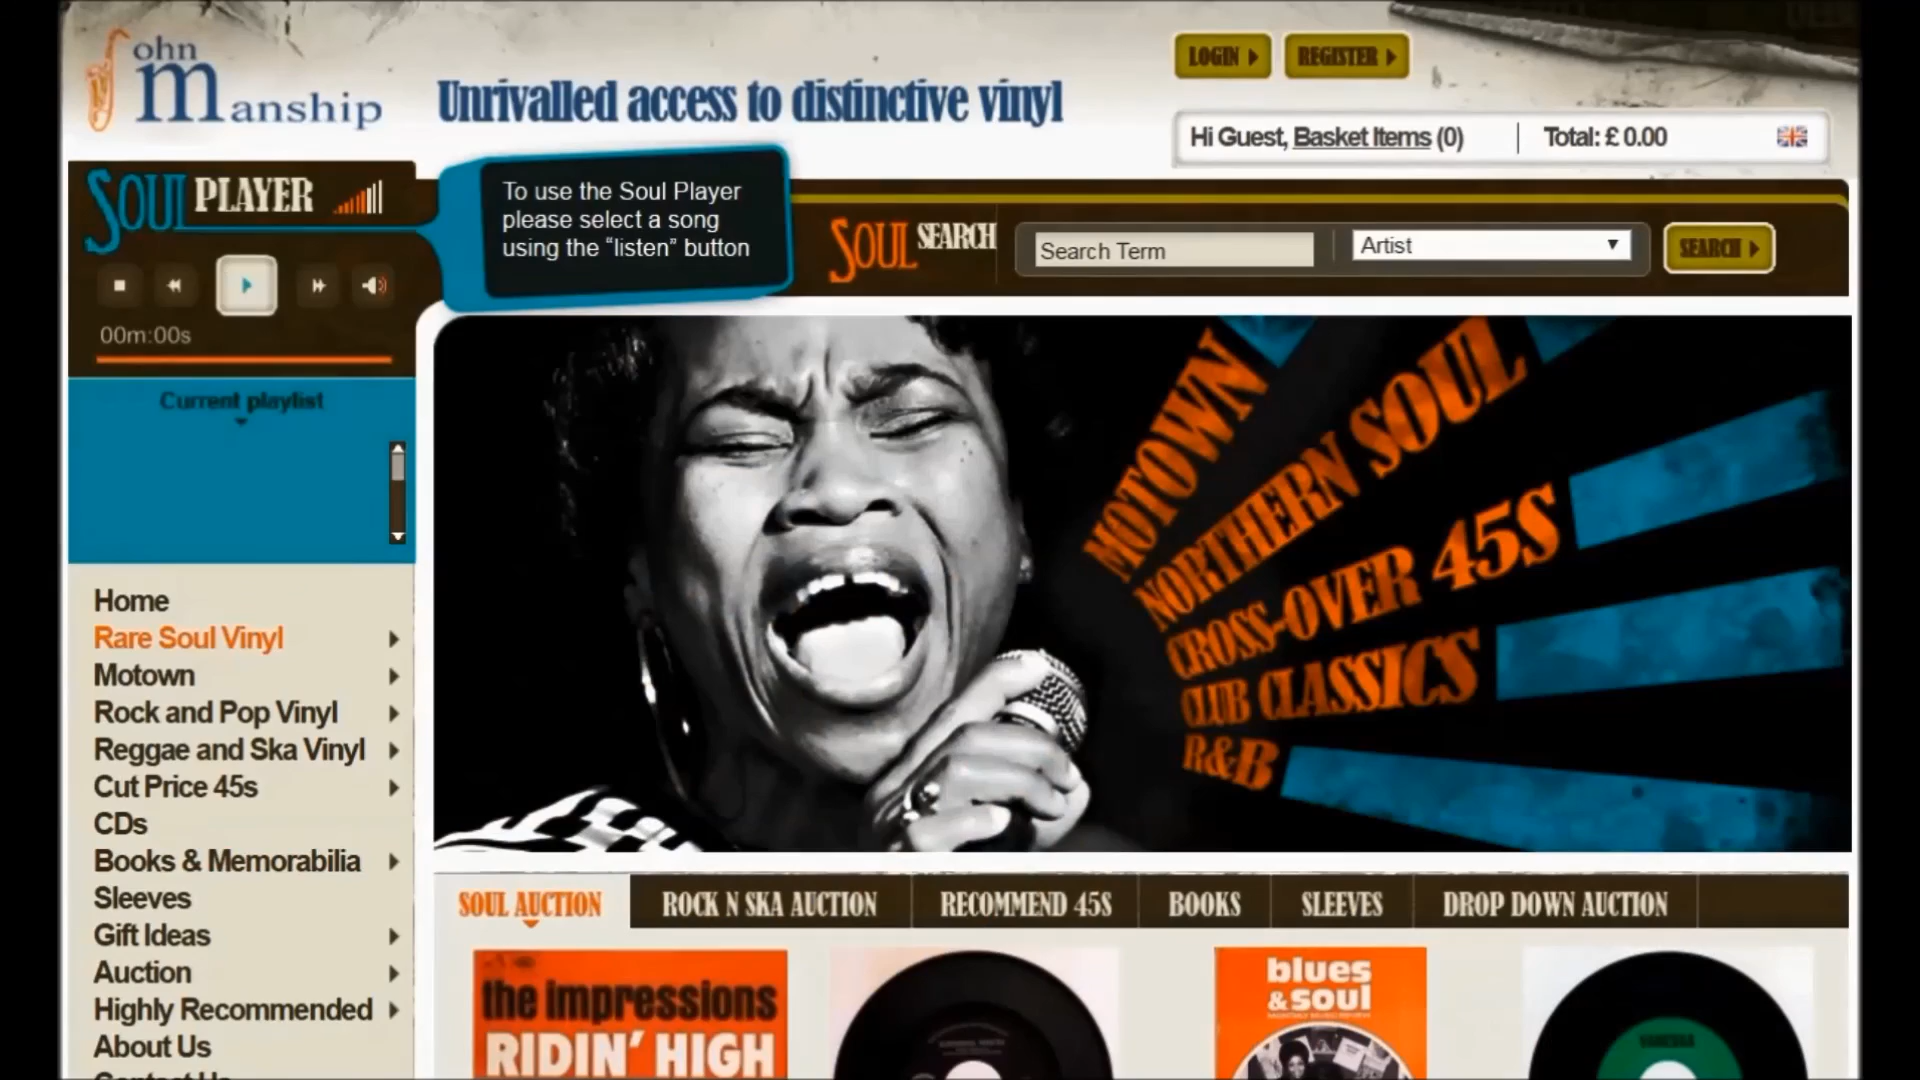 John
Manship
Unrivalled access to distinctive vinyl
LOGIN
REGISTER
Hi Guest, Basket Items (0)
Total: £ 0.00
SOUL PLAYER
To use the Soul Player
please select a song
using the “listen” button
SOUL SEARCH
Search Term
Artist
SEARCH
00m:00s
Current playlist
MOTOWN
NORTHERN SOUL
CROSS-OVER 45S
CLUB CLASSICS
R&B
Home
Rare Soul Vinyl
Motown
Rock and Pop Vinyl
Reggae and Ska Vinyl
Cut Price 45s
CDs
Books & Memorabilia
Sleeves
Gift Ideas
Auction
Highly Recommended
About Us
Contact Us
SOUL AUCTION
ROCK N SKA AUCTION
RECOMMEND 45S
BOOKS
SLEEVES
DROP DOWN AUCTION
the impressions
RIDIN' HIGH
blues
& soul